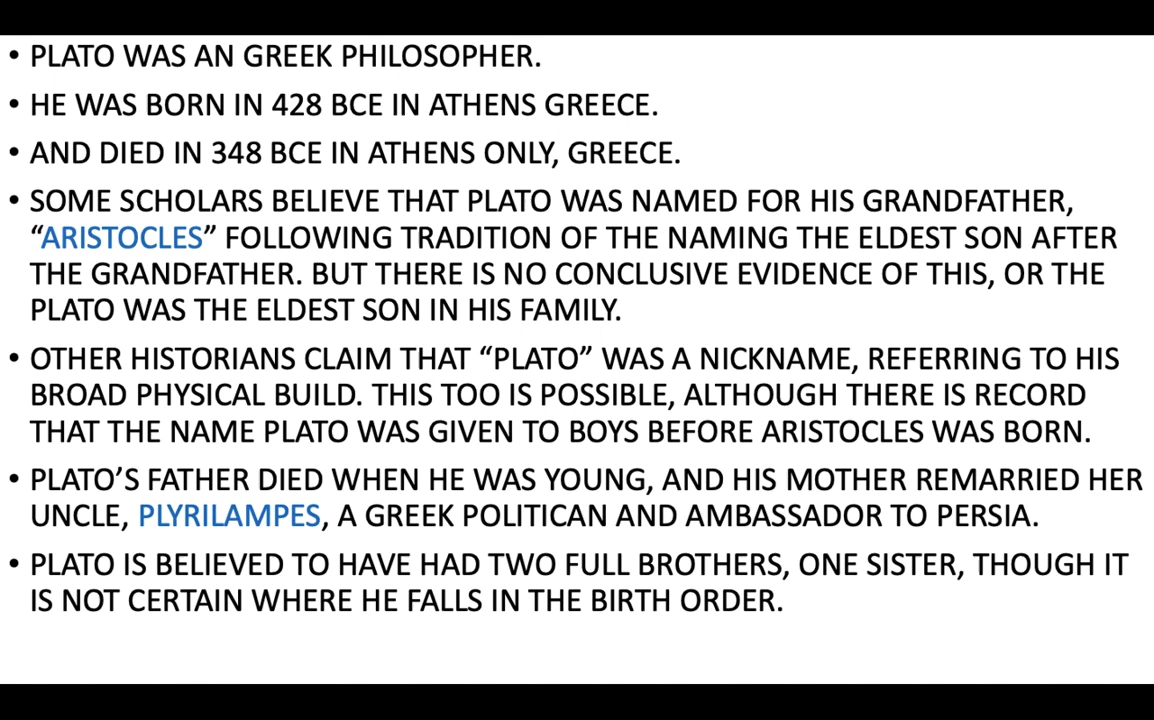 • PLATO WAS AN GREEK PHILOSOPHER.
• HE WAS BORN IN 428 BCE IN ATHENS GREECE.
• AND DIED IN 348 BCE IN ATHENS ONLY, GREECE.
• SOME SCHOLARS BELIEVE THAT PLATO WAS NAMED FOR HIS GRANDFATHER,
“ARISTOCLES” FOLLOWING TRADITION OF THE NAMING THE ELDEST SON AFTER
THE GRANDFATHER. BUT THERE IS NO CONCLUSIVE EVIDENCE OF THIS, OR THE
PLATO WAS THE ELDEST SON IN HIS FAMILY.
• OTHER HISTORIANS CLAIM THAT “PLATO” WAS A NICKNAME, REFERRING TO HIS
BROAD PHYSICAL BUILD. THIS TOO IS POSSIBLE, ALTHOUGH THERE IS RECORD
THAT THE NAME PLATO WAS GIVEN TO BOYS BEFORE ARISTOCLES WAS BORN.
• PLATO’S FATHER DIED WHEN HE WAS YOUNG, AND HIS MOTHER REMARRIED HER
UNCLE, PLYRILAMPES, A GREEK POLITICAN AND AMBASSADOR TO PERSIA.
• PLATO IS BELIEVED TO HAVE HAD TWO FULL BROTHERS, ONE SISTER, THOUGH IT
IS NOT CERTAIN WHERE HE FALLS IN THE BIRTH ORDER.